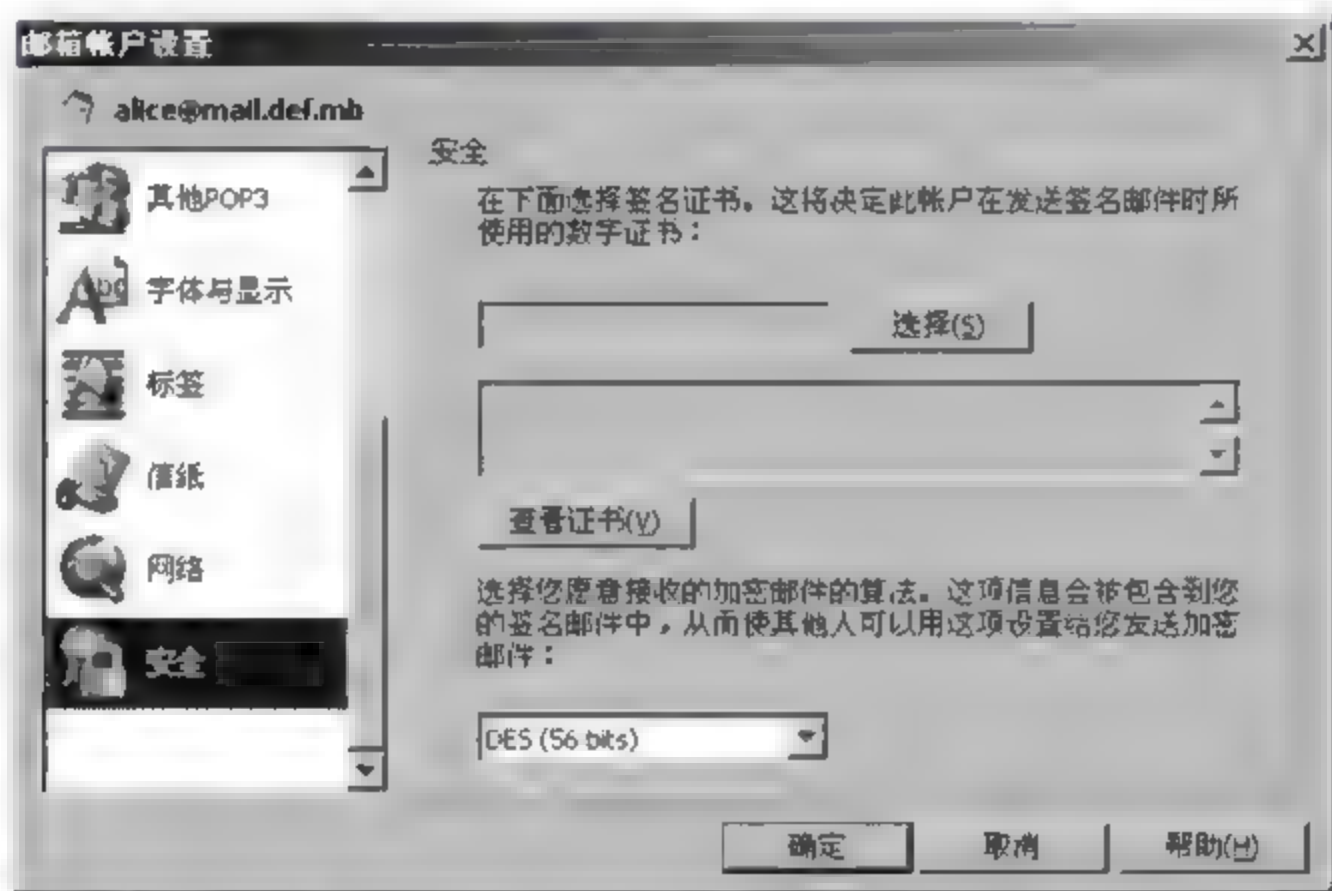 邮箱帐户设置
alice@mail.def.mb
其他POP3
字体与显示
标签
信纸
网络
安全
安全
在下面选择签名证书。这将决定此帐户在发送签名邮件时所
使用的数字证书：
选择(S)
查看证书(V)
选择您愿意接收的加密邮件的算法。这项信息会被包含到您
的签名邮件中，从而使其他人可以用这项设置给您发送加密
邮件：
DES (56 bits)
确定
取消
帮助(H)